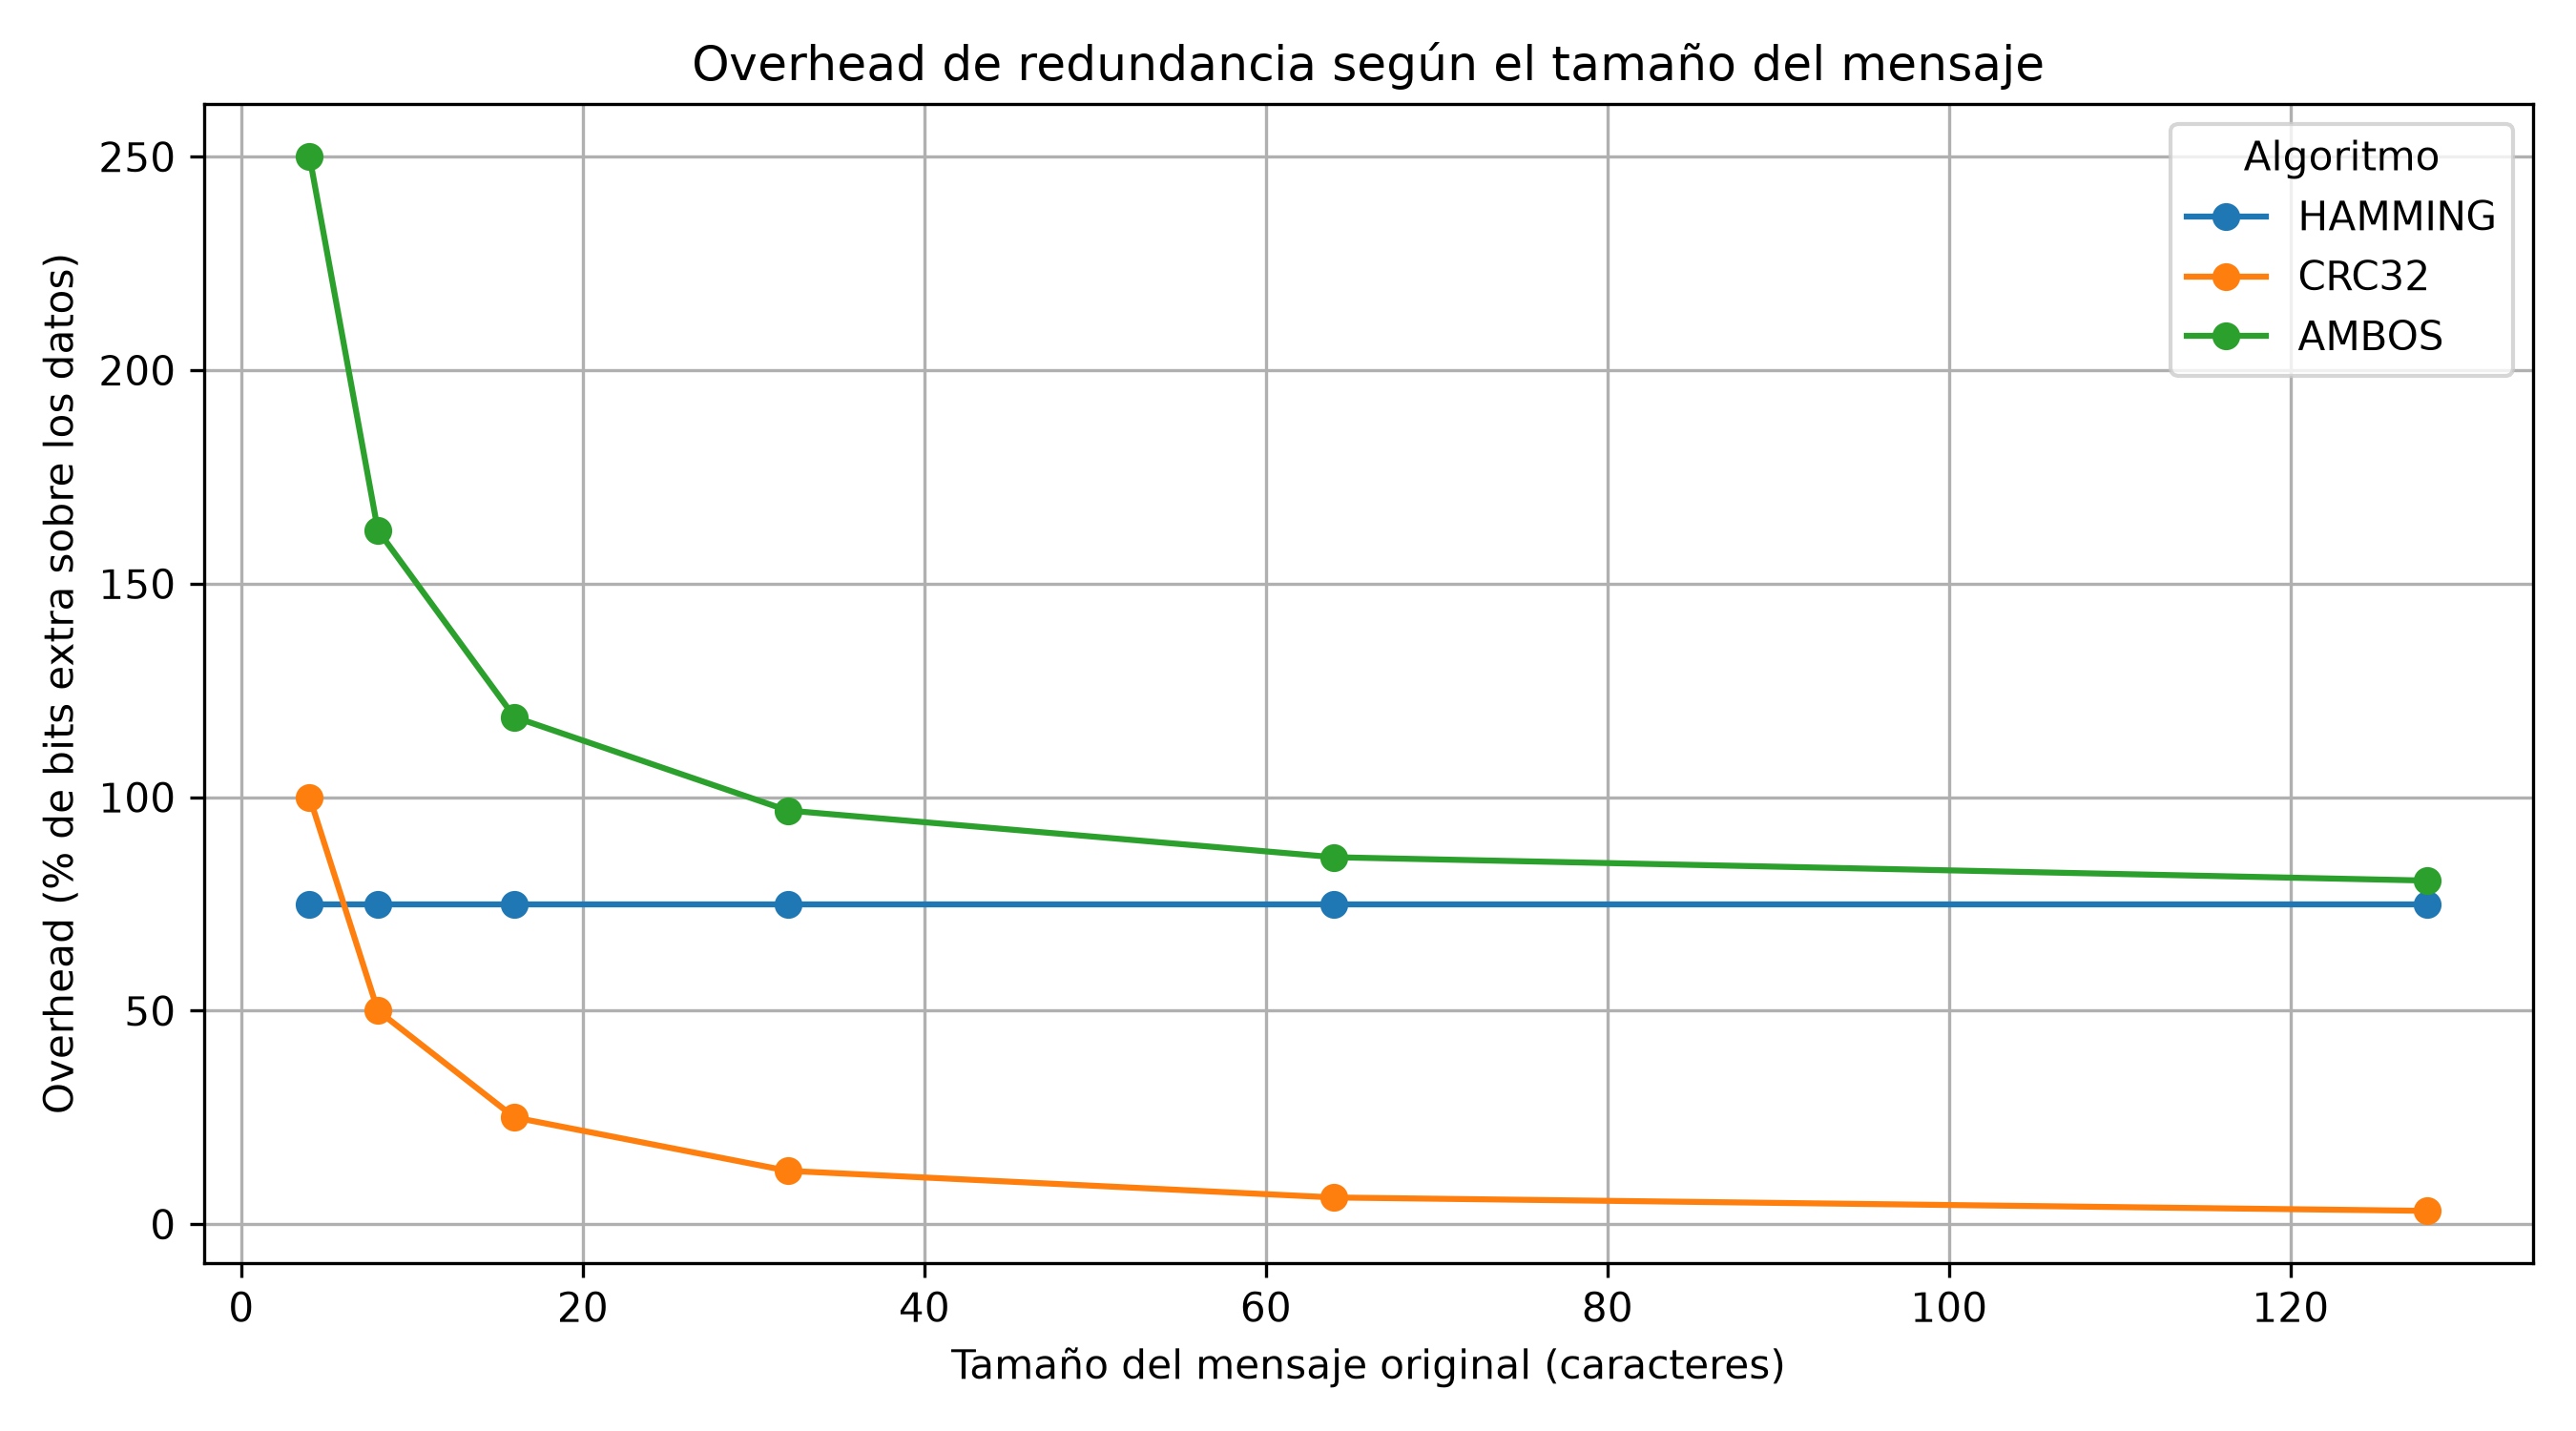 Overhead de redundancia según el tamaño del mensaje
Overhead (% de bits extra sobre los datos)
250
200
150
100
50
0
Algoritmo
HAMMING
CRC32
AMBOS
0 20 40 60 80 100 120
Tamaño del mensaje original (caracteres)